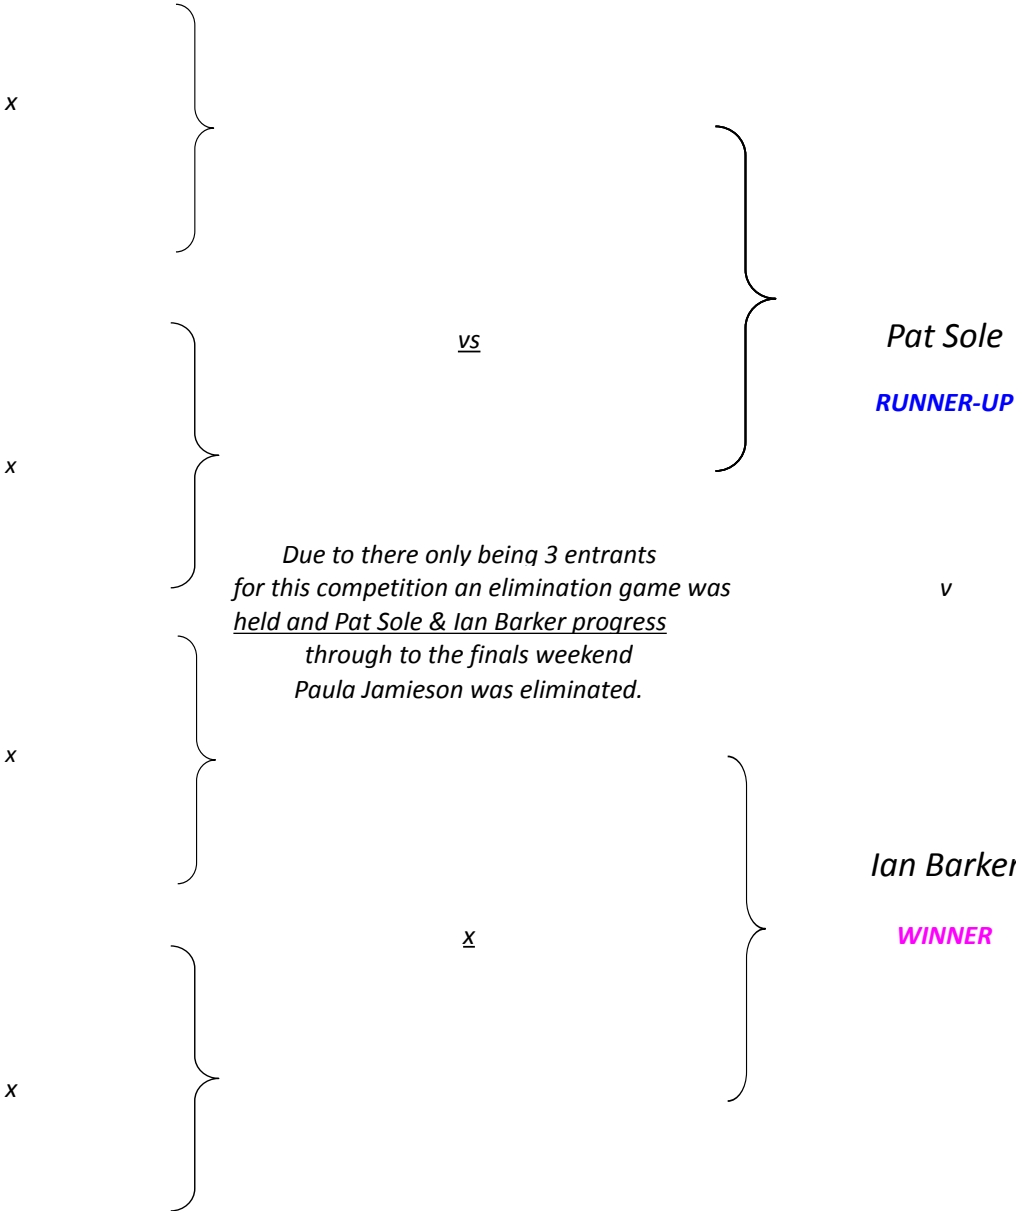 x
vs
Pat Sole
RUNNER-UP
x
Due to there only being 3 entrants
for this competition an elimination game was
held and Pat Sole & Ian Barker progress
through to the finals weekend
Paula Jamieson was eliminated.
v
x
Ian Barker
x
WINNER
x